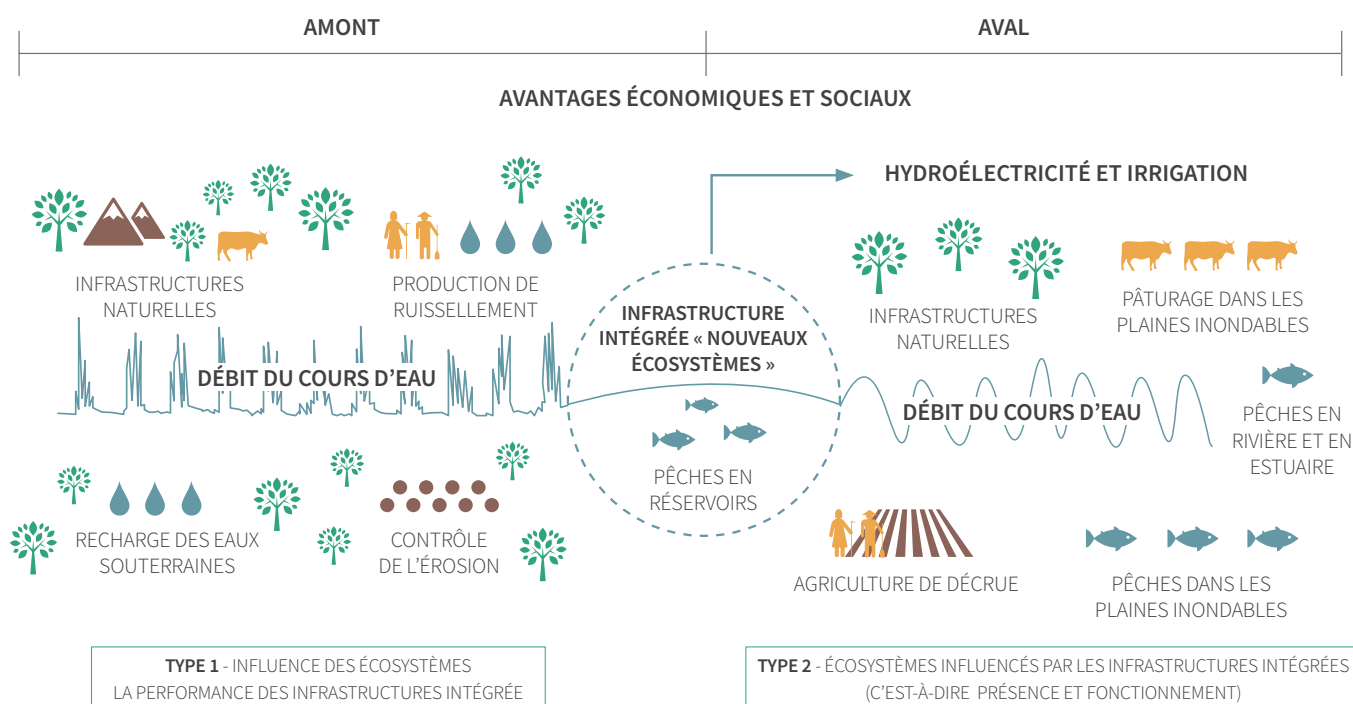 AMONT
AVAL
AVANTAGES ÉCONOMIQUES ET SOCIAUX
HYDROÉLECTRICITÉ ET IRRIGATION
INFRASTRUCTURES
NATURELLES
PRODUCTION DE
RUISSELLEMENT
INFRASTRUCTURE
INTÉGRÉE « NOUVEAUX
ÉCOSYSTÈMES »
INFRASTRUCTURES
NATURELLES
PÂTURAGE DANS LES
PLAINES INONDABLES
DÉBIT DU COURS D'EAU
DÉBIT DU COURS D'EAU
PÊCHES EN
RIVIÈRE ET EN
ESTUAIRE
PÊCHES EN
RÉSERVOIRS
RECHARGE DES EAUX
SOUTERRAINES
CONTRÔLE
DE L'ÉROSION
AGRICULTURE DE DÉCRUE
PÊCHES DANS LES
PLAINES INONDABLES
TYPE 1 - INFLUENCE DES ÉCOSYSTÈMES
LA PERFORMANCE DES INFRASTRUCTURES INTÉGRÉE
TYPE 2 - ÉCOSYSTÈMES INFLUENCÉS PAR LES INFRASTRUCTURES INTÉGRÉES
(C'EST-À-DIRE PRÉSENCE ET FONCTIONNEMENT)